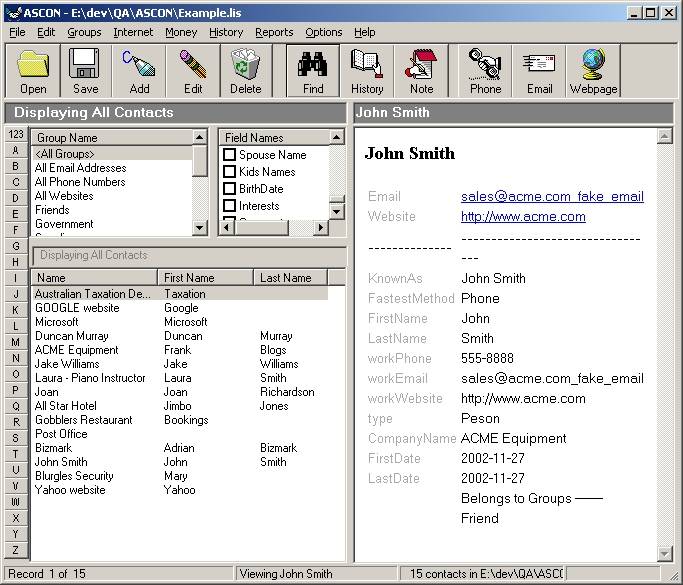 ASCON - E:\dev\QA\ASCON\Example.lis
File Edit Groups Internet Money History Reports Options Help
Open Save Add Edit Delete Find History Note Phone Email Webpage
Displaying All Contacts
John Smith
123
A
B
C
D
E
F
G
H
I
J
K
L
M
N
O
P
Q
R
S
T
U
V
W
X
Y
Z
Group Name
<All Groups>
All Email Addresses
All Phone Numbers
All Websites
Friends
Government
Field Names
Spouse Name
Kids Names
BirthDate
Interests
Displaying All Contacts
Name First Name Last Name
Australian Taxation De... Taxation
GOOGLE website Google
Microsoft Microsoft
Duncan Murray Duncan Murray
ACME Equipment Frank Blogs
Jake Williams Jake Williams
Laura - Piano Instructor Laura Smith
Joan Joan Richardson
All Star Hotel Jimbo Jones
Gobblers Restaurant Bookings
Post Office
Bizmark Adrian Bizmark
John Smith John Smith
Blurgles Security Mary
Yahoo website Yahoo
John Smith
Email sales@acme.com_fake_email
Website http://www.acme.com
-------------- ------------------------------
---
KnownAs John Smith
FastestMethod Phone
FirstName John
LastName Smith
workPhone 555-8888
workEmail sales@acme.com_fake_email
workWebsite http://www.acme.com
type Peson
CompanyName ACME Equipment
FirstDate 2002-11-27
LastDate 2002-11-27
Belongs to Groups ——
Friend
Record 1 of 15
Viewing John Smith
15 contacts in E:\dev\QA\ASC